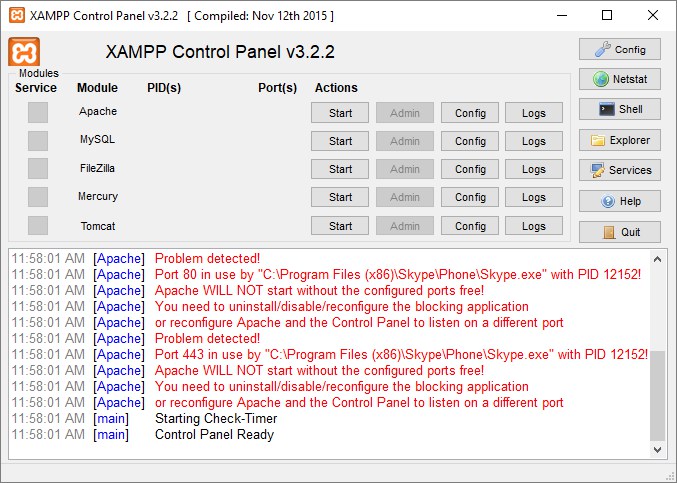 XAMPP Control Panel v3.2.2 [ Compiled: Nov 12th 2015 ]
XAMPP Control Panel v3.2.2
Config
Modules
Service Module PID(s) Port(s) Actions
Netstat
Apache Start Admin Config Logs
Shell
MySQL Start Admin Config Logs
Explorer
FileZilla Start Admin Config Logs
Services
Mercury Start Admin Config Logs
Help
Tomcat Start Admin Config Logs
Quit
11:58:01 AM [Apache] Problem detected!
11:58:01 AM [Apache] Port 80 in use by "C:\Program Files (x86)\Skype\Phone\Skype.exe" with PID 12152!
11:58:01 AM [Apache] Apache WILL NOT start without the configured ports free!
11:58:01 AM [Apache] You need to uninstall/disable/reconfigure the blocking application
11:58:01 AM [Apache] or reconfigure Apache and the Control Panel to listen on a different port
11:58:01 AM [Apache] Problem detected!
11:58:01 AM [Apache] Port 443 in use by "C:\Program Files (x86)\Skype\Phone\Skype.exe" with PID 12152!
11:58:01 AM [Apache] Apache WILL NOT start without the configured ports free!
11:58:01 AM [Apache] You need to uninstall/disable/reconfigure the blocking application
11:58:01 AM [Apache] or reconfigure Apache and the Control Panel to listen on a different port
11:58:01 AM [main] Starting Check-Timer
11:58:01 AM [main] Control Panel Ready